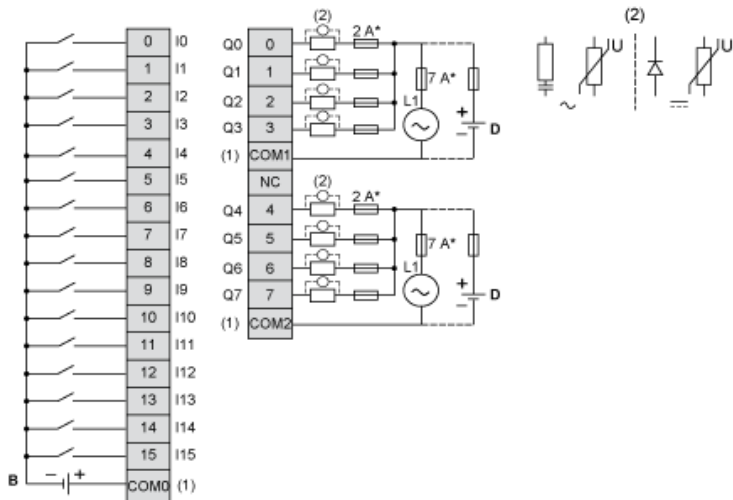 0 I0
1 I1
2 I2
3 I3
4 I4
5 I5
6 I6
7 I7
8 I8
9 I9
10 I10
11 I11
12 I12
13 I13
14 I14
15 I15
B − + COM0 (1)
(2) 2 A*
Q0 0
Q1 1
Q2 2
Q3 3
7 A*
L1
+
− D
(1) COM1
NC
(2) 2 A*
Q4 4
Q5 5
Q6 6
Q7 7
7 A*
L1
+
− D
(1) COM2
(2)
U U